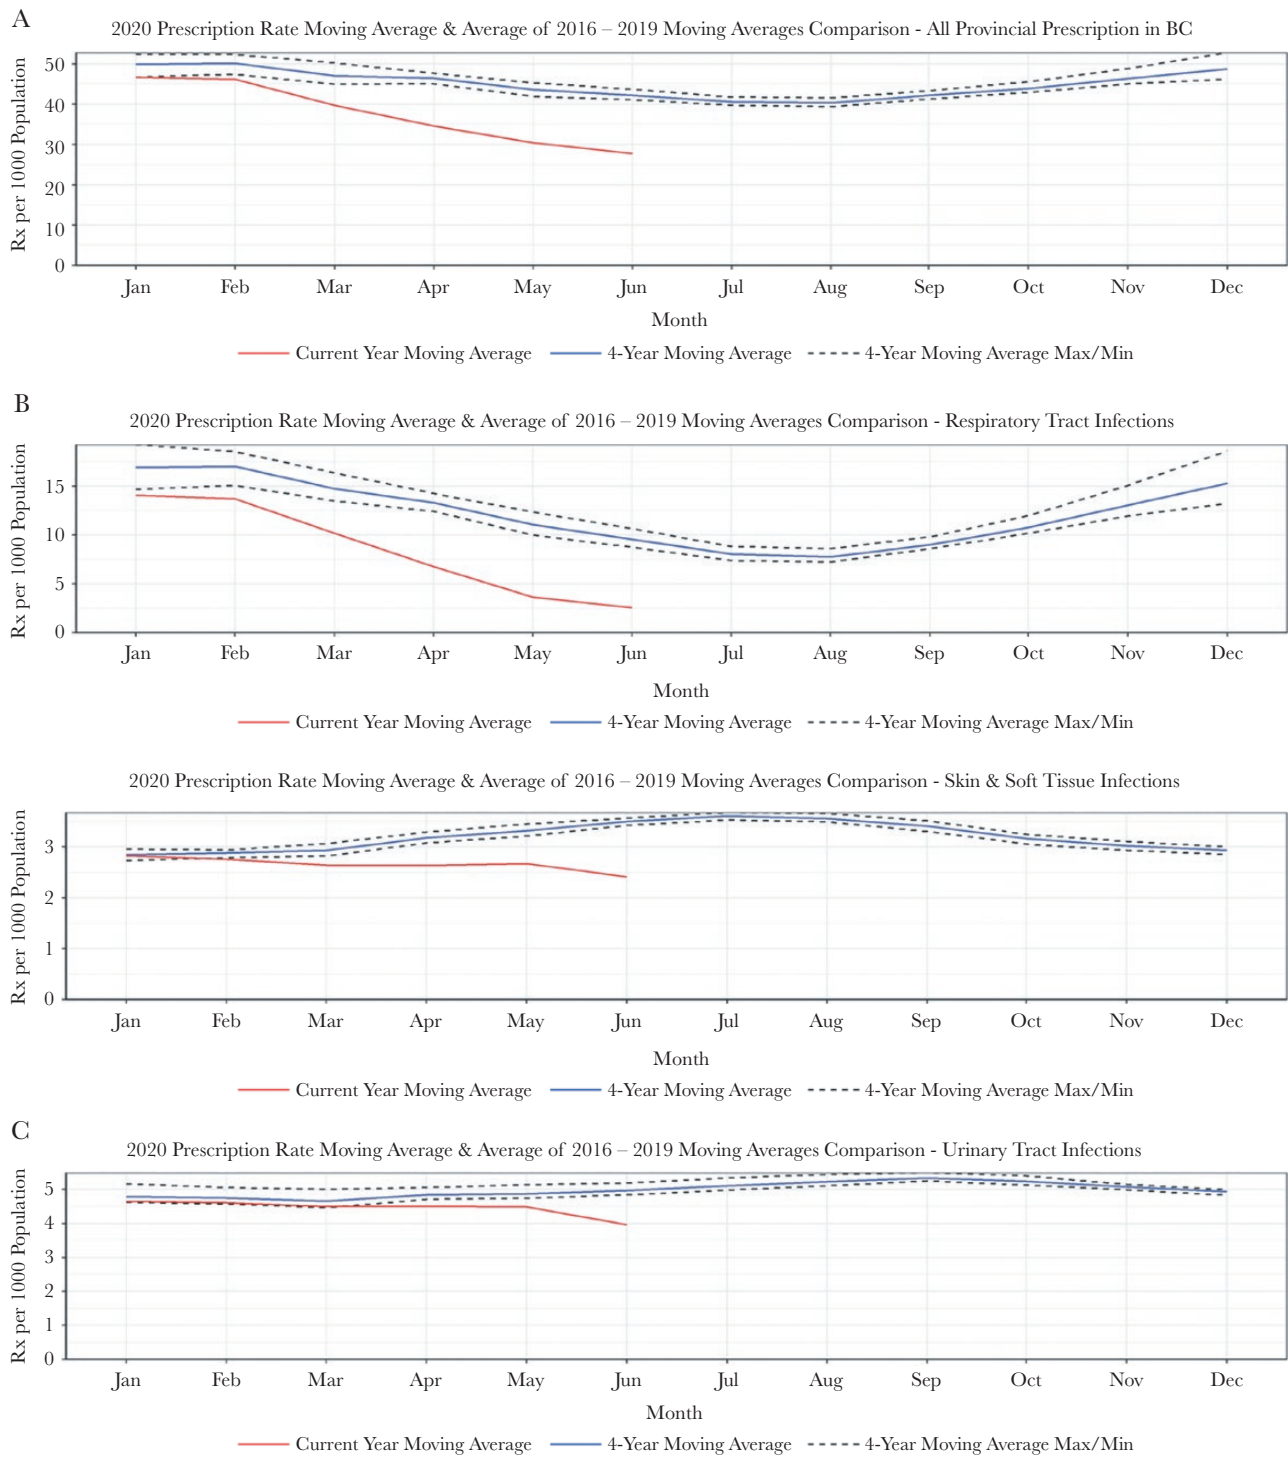 A
2020 Prescription Rate Moving Average & Average of 2016 – 2019 Moving Averages Comparison - All Provincial Prescription in BC
Rx per 1000 Population
50
40
30
20
10
0
Jan Feb Mar Apr May Jun Jul Aug Sep Oct Nov Dec
Month
Current Year Moving Average 4-Year Moving Average 4-Year Moving Average Max/Min
B
2020 Prescription Rate Moving Average & Average of 2016 – 2019 Moving Averages Comparison - Respiratory Tract Infections
Rx per 1000 Population
15
10
5
0
Jan Feb Mar Apr May Jun Jul Aug Sep Oct Nov Dec
Month
Current Year Moving Average 4-Year Moving Average 4-Year Moving Average Max/Min
2020 Prescription Rate Moving Average & Average of 2016 – 2019 Moving Averages Comparison - Skin & Soft Tissue Infections
Rx per 1000 Population
3
2
1
0
Jan Feb Mar Apr May Jun Jul Aug Sep Oct Nov Dec
Month
Current Year Moving Average 4-Year Moving Average 4-Year Moving Average Max/Min
C
2020 Prescription Rate Moving Average & Average of 2016 – 2019 Moving Averages Comparison - Urinary Tract Infections
Rx per 1000 Population
5
4
3
2
1
0
Jan Feb Mar Apr May Jun Jul Aug Sep Oct Nov Dec
Month
Current Year Moving Average 4-Year Moving Average 4-Year Moving Average Max/Min